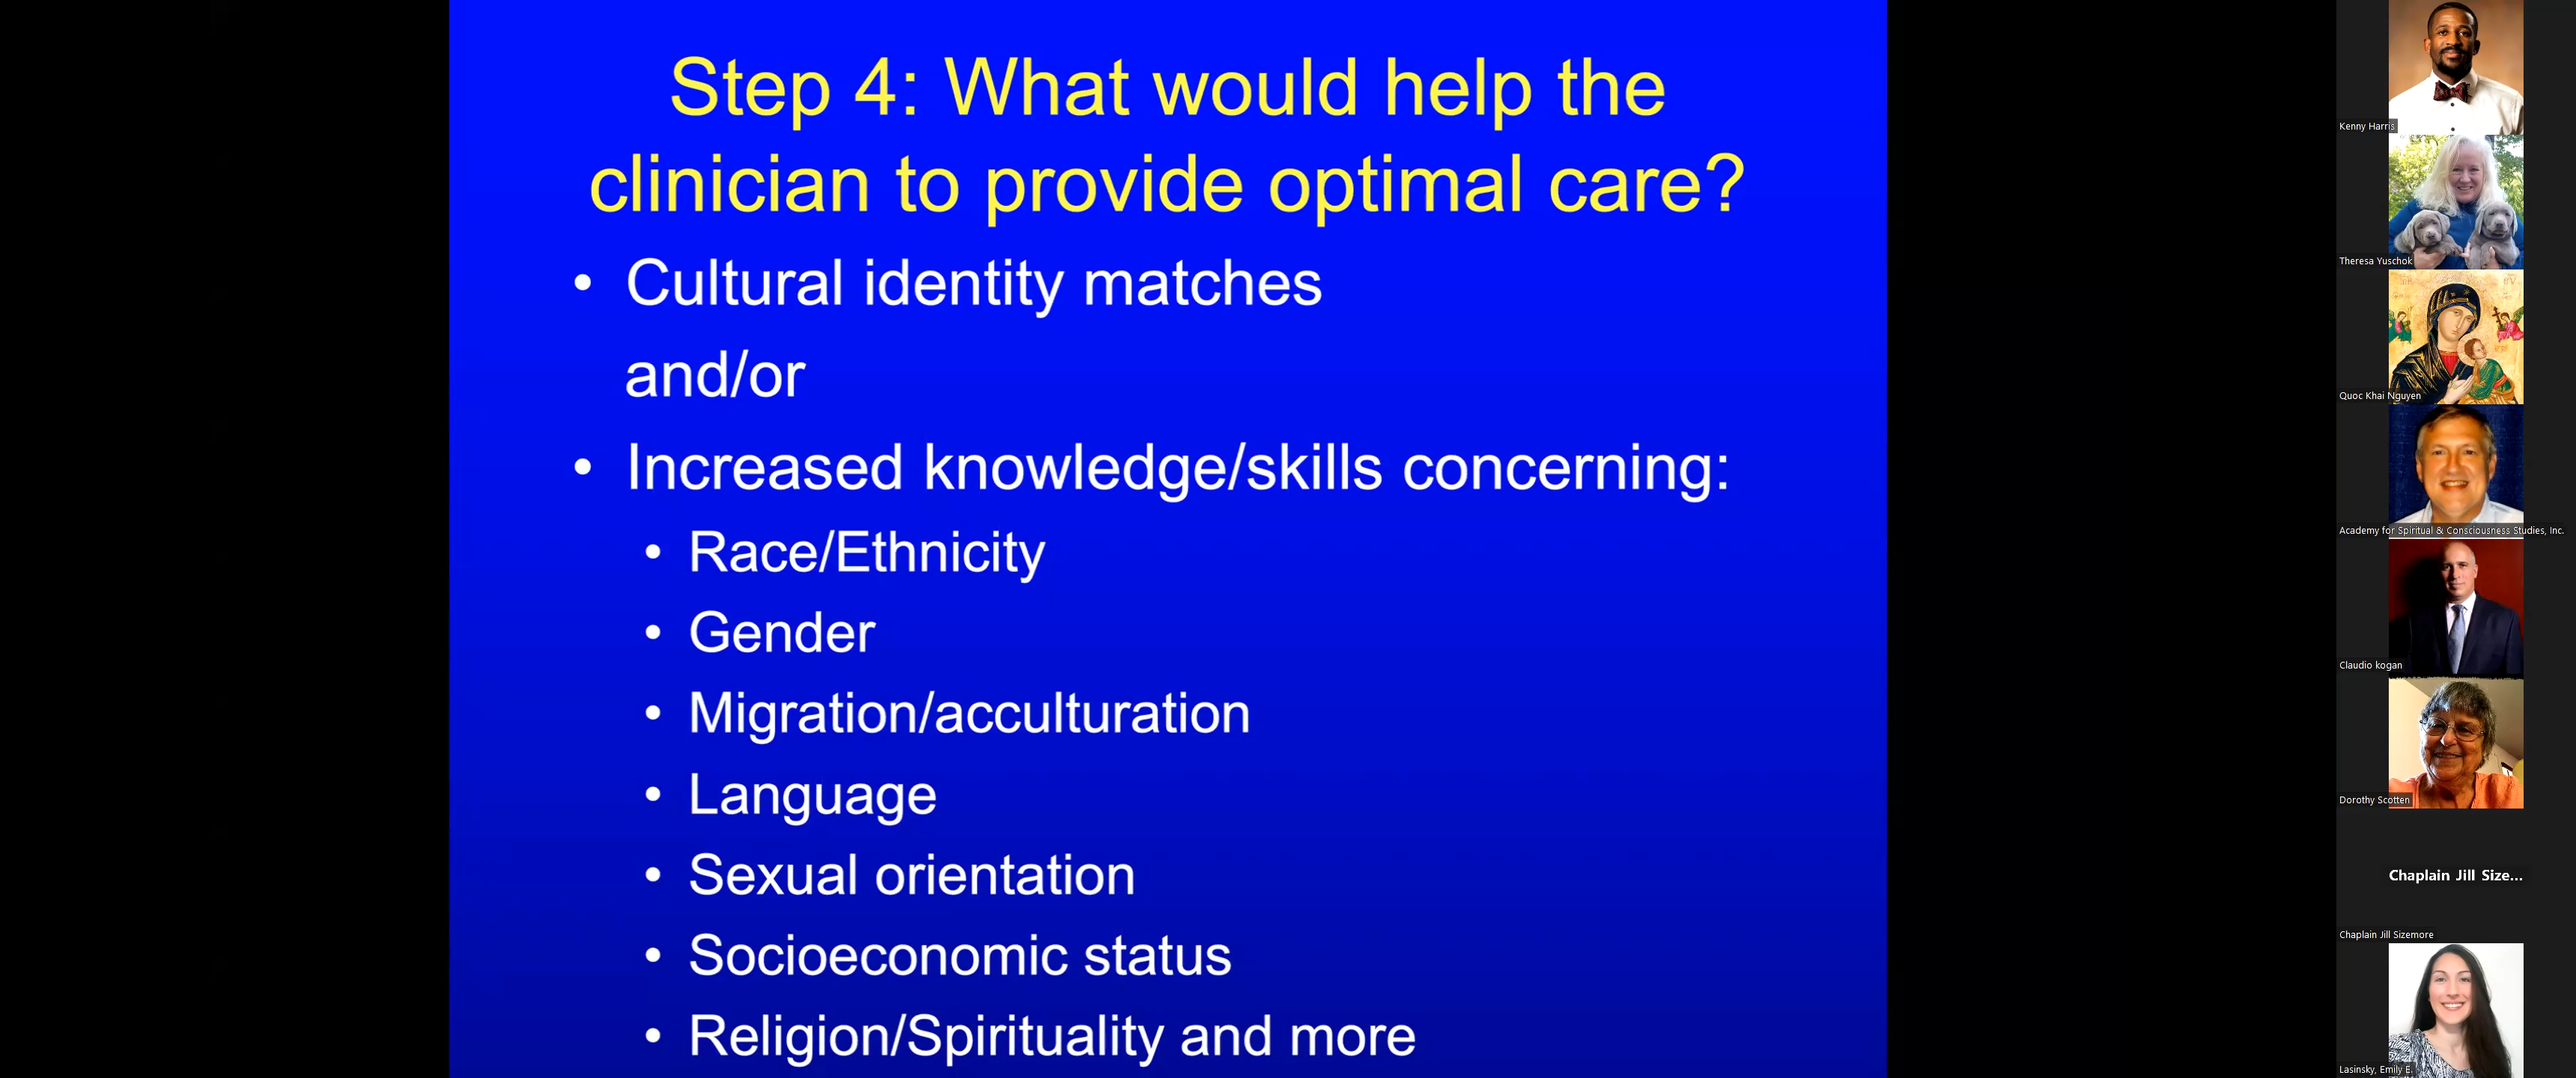 Step 4: What would help the
clinician to provide optimal care?
• Cultural identity matches
and/or
• Increased knowledge/skills concerning:
• Race/Ethnicity
• Gender
• Migration/acculturation
• Language
• Sexual orientation
• Socioeconomic status
• Religion/Spirituality and more
Kenny Harris
Theresa Yuschok
Quoc Khai Nguyen
Academy for Spiritual & Consciousness Studies, Inc.
Claudio kogan
Dorothy Scotten
Chaplain Jill Size...
Chaplain Jill Sizemore
Lasinsky, Emily E.